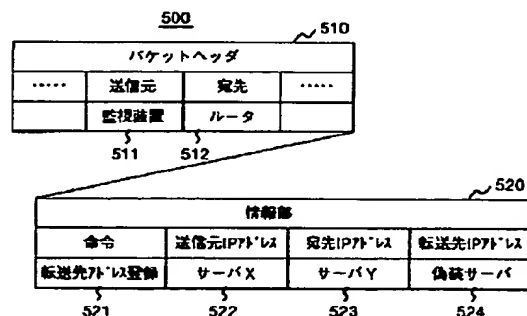 500
510
パケットヘッダ
‥‥‥ 送信元 宛先 ‥‥‥
監視装置 ルータ
511 512
520
情報部
命令 送信元IPアドレス 宛先IPアドレス 転送先IPアドレス
転送先アドレス登録 サーバX サーバY 偽装サーバ
521 522 523 524